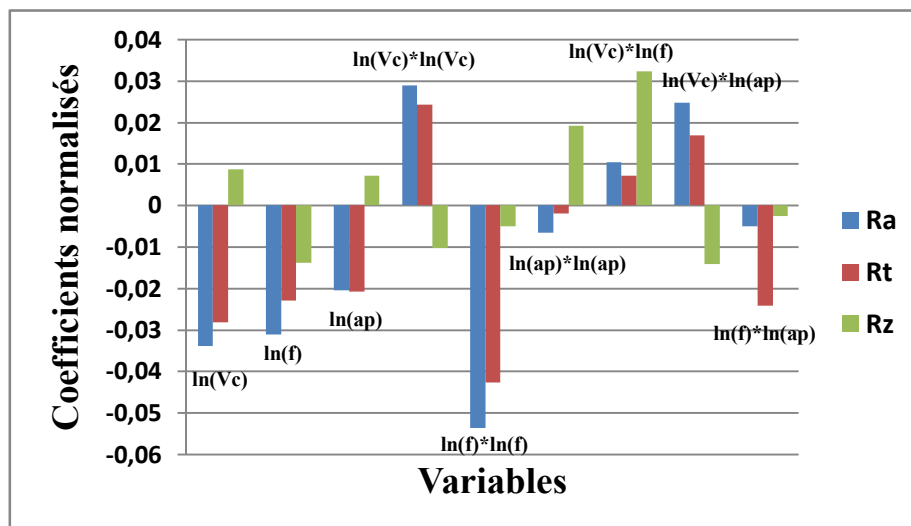 Coefficients normalisés
0,04
0,03
0,02
0,01
0
-0,01
-0,02
-0,03
-0,04
-0,05
-0,06
ln(Vc)*ln(Vc)
ln(Vc)*ln(f)
ln(Vc)*ln(ap)
ln(ap)*ln(ap)
ln(ap)
ln(f)*ln(ap)
ln(f)
ln(Vc)
ln(f)*ln(f)
Variables
Ra
Rt
Rz